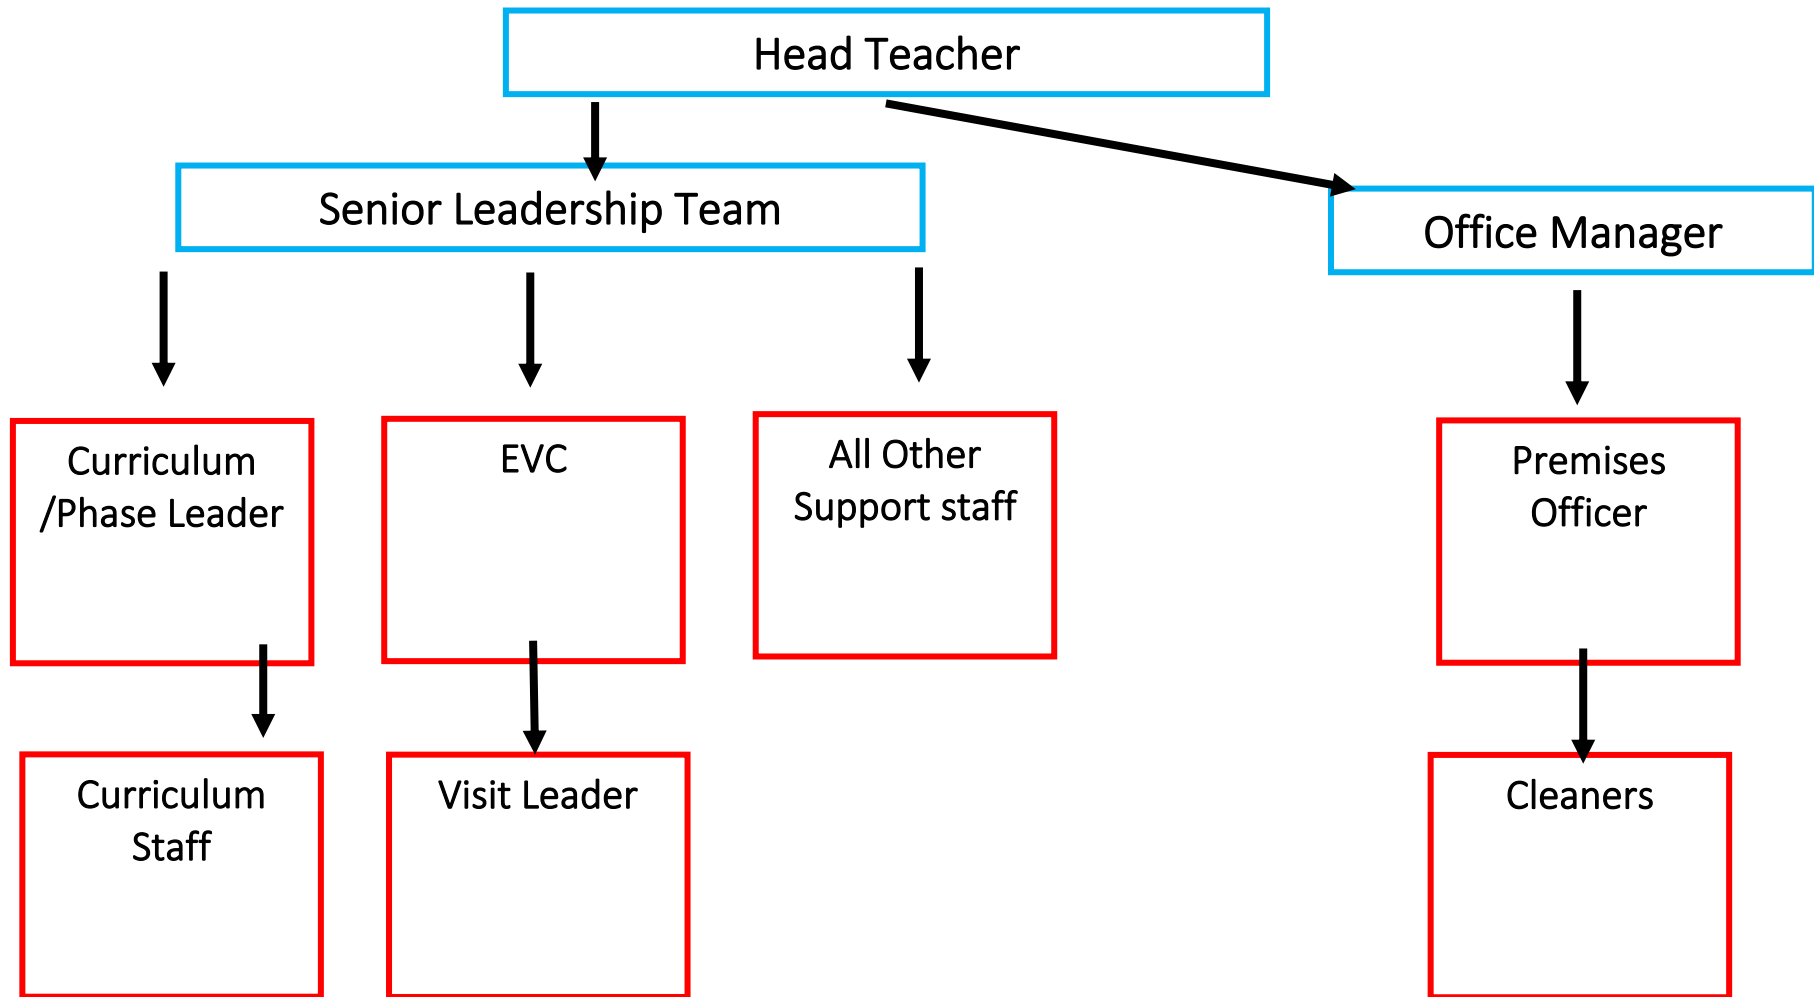 Head Teacher
Senior Leadership Team
Office Manager
Curriculum
/Phase Leader
EVC
All Other
Support staff
Premises
Officer
Curriculum
Staff
Visit Leader
Cleaners